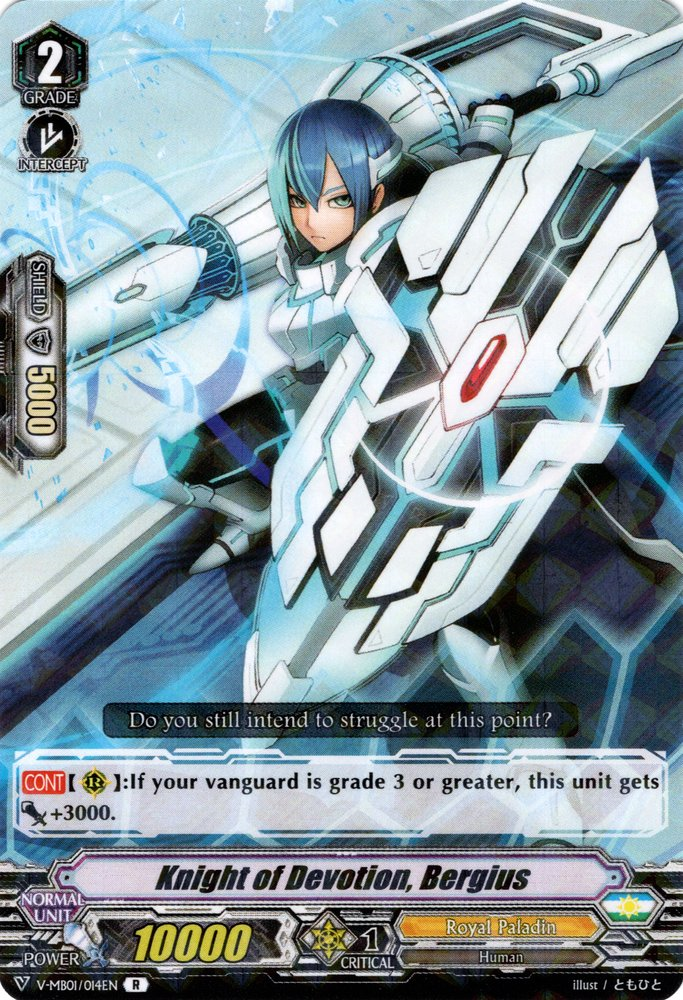 2
GRADE
INTERCEPT
SHIELD
5000
Do you still intend to struggle at this point?
CONT【 R 】:If your vanguard is grade 3 or greater, this unit gets
+3000.
Knight of Devotion, Bergius
NORMAL
UNIT
POWER
10000
1
CRITICAL
Royal Paladin
Human
V-MB01/014EN R
illust / ともひと